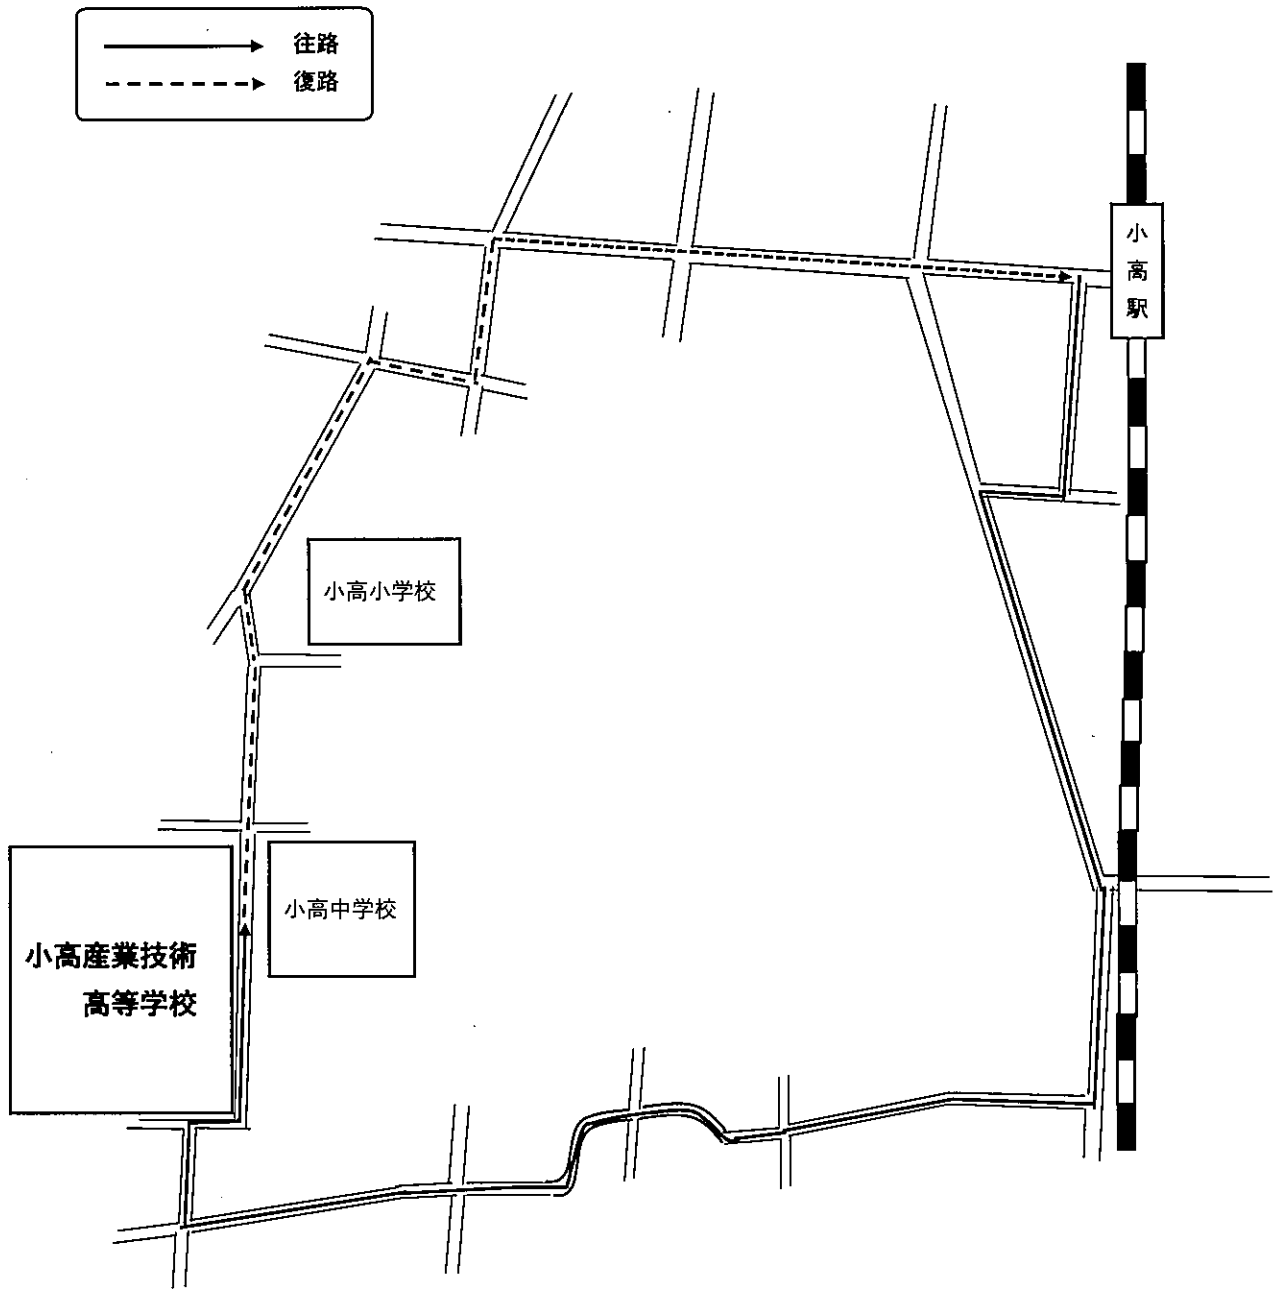 往路
復路
小高駅
小高小学校
小高中学校
小高産業技術
高等学校